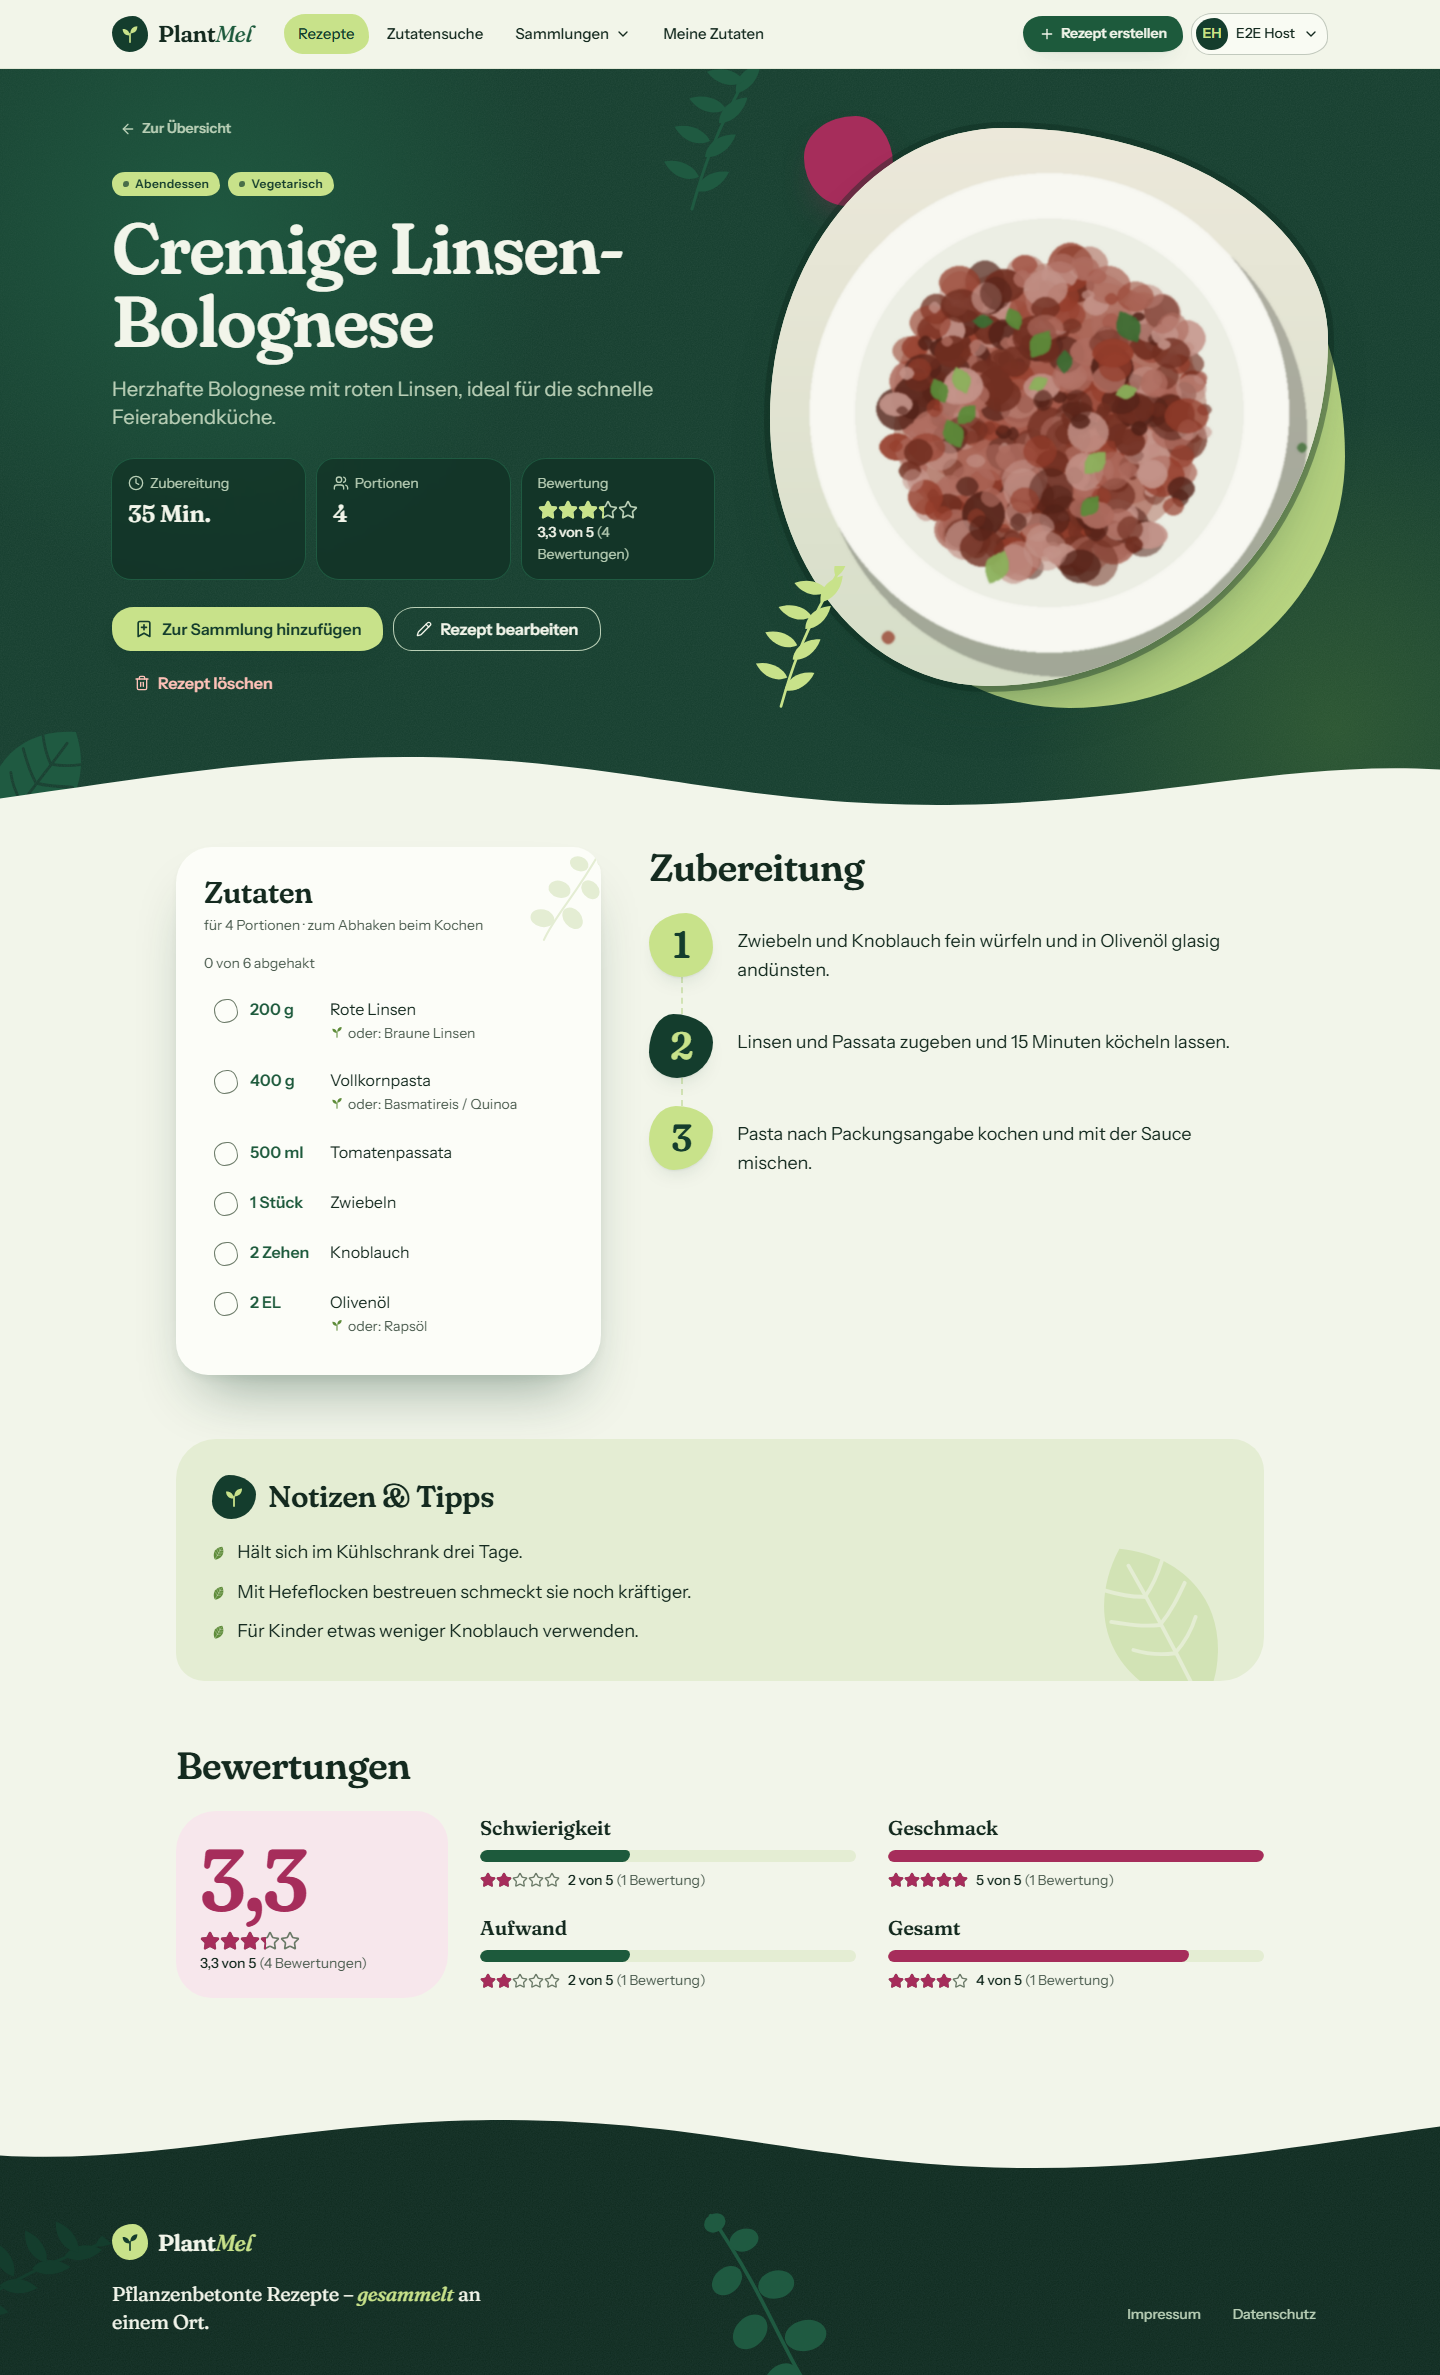 PlantMel
Rezepte
Zutatensuche
Sammlungen
Meine Zutaten
Rezept erstellen
EH
E2E Host
Zur Übersicht
Abendessen
Vegetarisch
Cremige Linsen-
Bolognese
Herzhafte Bolognese mit roten Linsen, ideal für die schnelle
Feierabendküche.
Zubereitung
35 Min.
Portionen
4
Bewertung
3,3 von 5 (4
Bewertungen)
Zur Sammlung hinzufügen
Rezept bearbeiten
Rezept löschen
Zutaten
für 4 Portionen · zum Abhaken beim Kochen
0 von 6 abgehakt
200 g Rote Linsen
oder: Braune Linsen
400 g Vollkornpasta
oder: Basmatireis / Quinoa
500 ml Tomatenpassata
1 Stück Zwiebeln
2 Zehen Knoblauch
2 EL Olivenöl
oder: Rapsöl
Zubereitung
1
Zwiebeln und Knoblauch fein würfeln und in Olivenöl glasig
andünsten.
2
Linsen und Passata zugeben und 15 Minuten köcheln lassen.
3
Pasta nach Packungsangabe kochen und mit der Sauce
mischen.
Notizen & Tipps
Hält sich im Kühlschrank drei Tage.
Mit Hefeflocken bestreuen schmeckt sie noch kräftiger.
Für Kinder etwas weniger Knoblauch verwenden.
Bewertungen
3,3
3,3 von 5 (4 Bewertungen)
Schwierigkeit
2 von 5 (1 Bewertung)
Geschmack
5 von 5 (1 Bewertung)
Aufwand
2 von 5 (1 Bewertung)
Gesamt
4 von 5 (1 Bewertung)
PlantMel
Pflanzenbetonte Rezepte – gesammelt an
einem Ort.
Impressum
Datenschutz